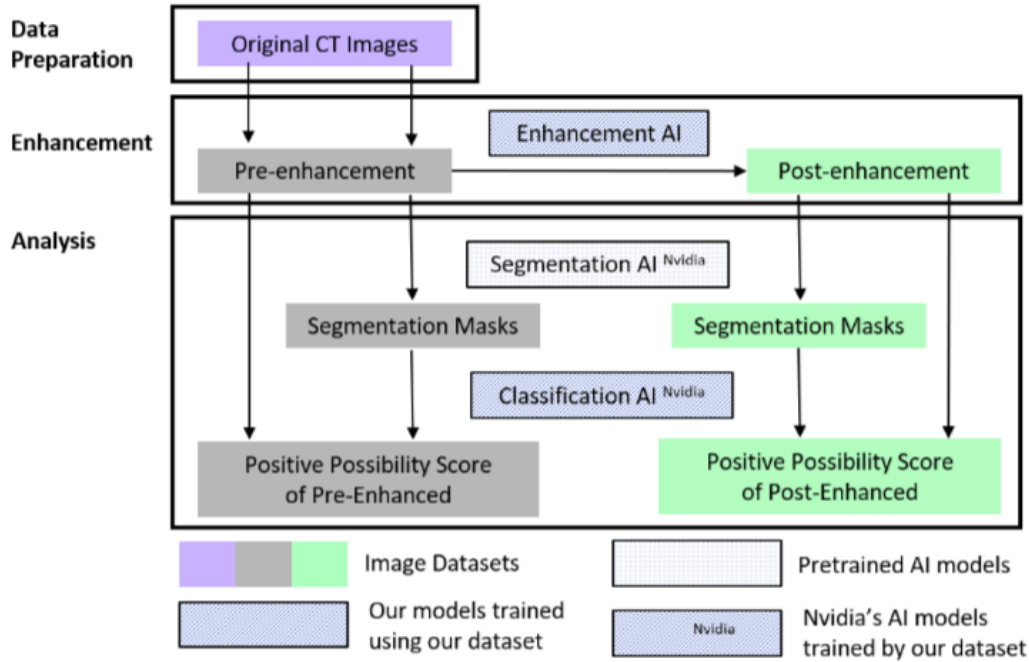 Data
Preparation
Original CT Images
Enhancement
Enhancement AI
Pre-enhancement
Post-enhancement
Analysis
Segmentation AI Nvidia
Segmentation Masks
Segmentation Masks
Classification AI Nvidia
Positive Possibility Score
of Pre-Enhanced
Positive Possibility Score
of Post-Enhanced
Image Datasets
Pretrained AI models
Our models trained
using our dataset
Nvidia
Nvidia's AI models
trained by our dataset